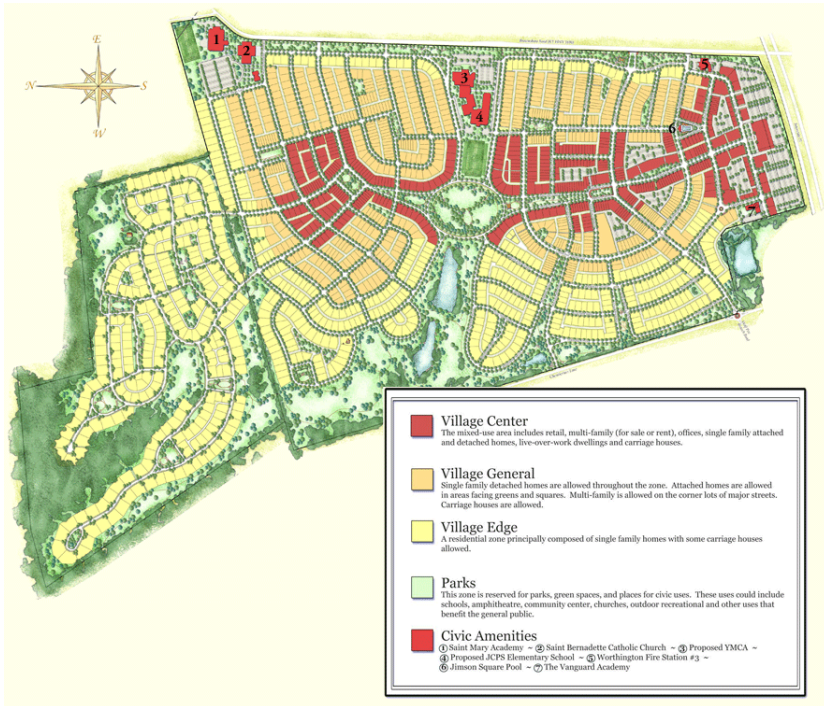 1
2
3
4
5
6
7
E
N
S
W
Village Center
The mixed-use area includes retail, multi-family (for sale or rent), offices, single family attached
and detached homes, live-over-work dwellings and carriage houses.
Village General
Single family detached homes are allowed throughout the zone. Attached homes are allowed
in areas facing greens and squares. Multi-family is allowed on the corner lots of major streets.
Carriage houses are allowed.
Village Edge
A residential zone principally composed of single family homes with some carriage houses
allowed.
Parks
This zone is reserved for parks, green spaces, and places for civic uses. These uses could include
schools, amphitheatre, community center, churches, outdoor recreational and other uses that
benefit the general public.
Civic Amenities
① Saint Mary Academy ~ ② Saint Bernadette Catholic Church ~ ③ Proposed YMCA ~
④ Proposed JCPS Elementary School ~ ⑤ Worthington Fire Station #3 ~
⑥ Jimson Square Pool ~ ⑦ The Vanguard Academy